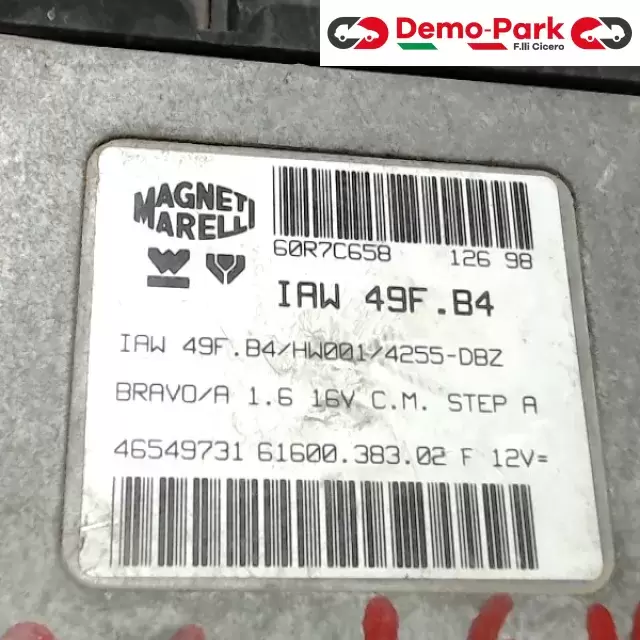 Demo-Park
F.lli Cicero
MAGNETI
MARELLI
60R7C658 126 98
IAW 49F.B4
IAW 49F.B4/HW001/4255-DBZ
BRAVO/A 1.6 16V C.M. STEP A
46549731 61600.383.02 F 12V=